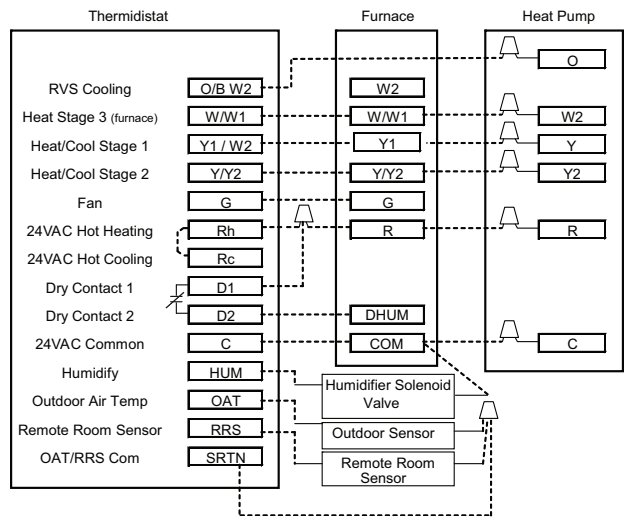 Thermidistat Furnace Heat Pump
O
RVS Cooling O/B W2 W2
Heat Stage 3 (furnace) W/W1 W/W1 W2
Heat/Cool Stage 1 Y1 / W2 Y1 Y
Heat/Cool Stage 2 Y/Y2 Y/Y2 Y2
Fan G G
24VAC Hot Heating Rh R R
24VAC Hot Cooling Rc
Dry Contact 1 D1
Dry Contact 2 D2 DHUM
24VAC Common C COM C
Humidify HUM
Humidifier Solenoid
Valve
Outdoor Air Temp OAT
Outdoor Sensor
Remote Room Sensor RRS
Remote Room
Sensor
OAT/RRS Com SRTN